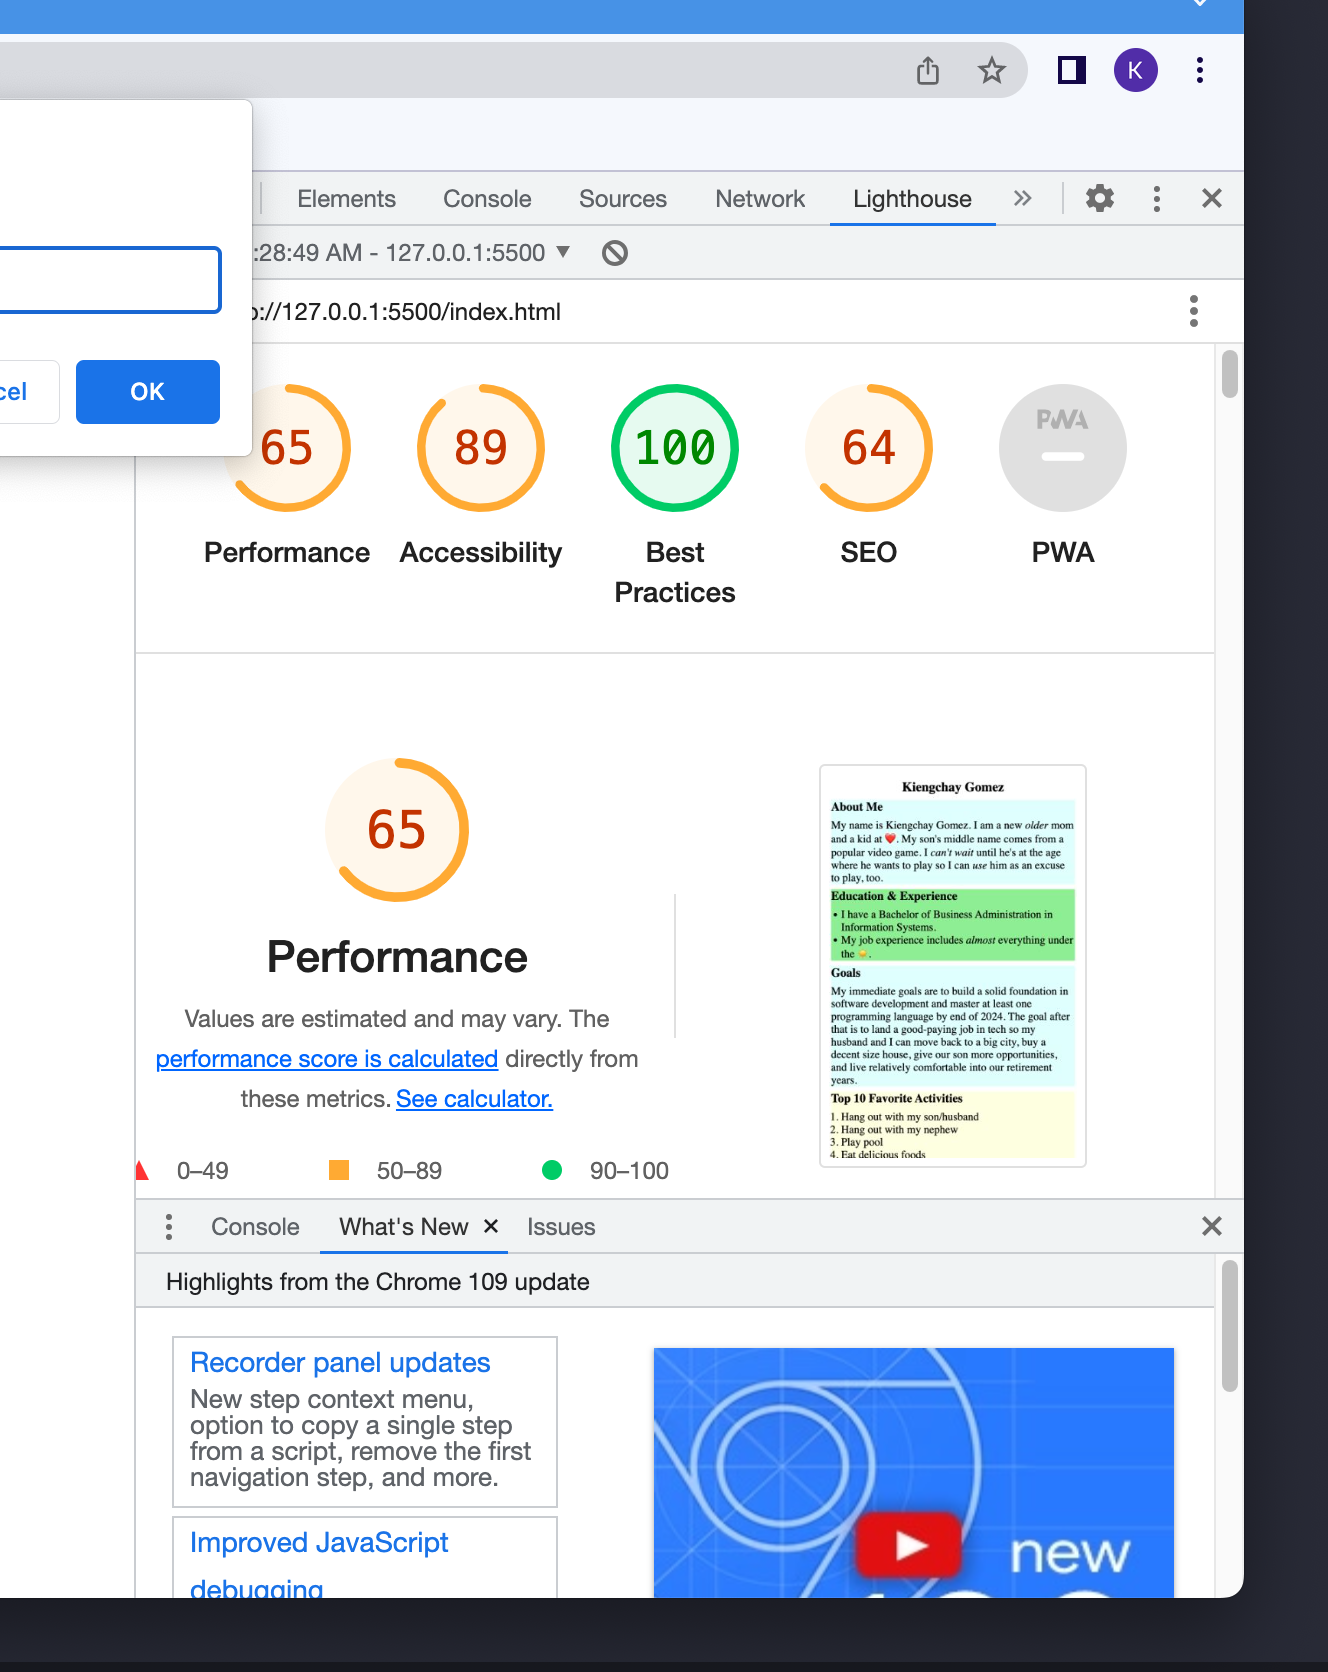 K
Elements Console Sources Network Lighthouse
:28:49 AM - 127.0.0.1:5500
://127.0.0.1:5500/index.html
OK
65 89 100 64 PWA
Performance Accessibility Best Practices SEO PWA
65
Performance
Values are estimated and may vary. The
performance score is calculated directly from
these metrics. See calculator.
0–49 50–89 90–100
Kiengchay Gomez
About Me
My name is Kiengchay Gomez. I am a new older mom
and a kid at ❤️. My son's middle name comes from a
popular video game. I can't wait until he's at the age
where he wants to play so I can use him as an excuse
to play, too.
Education & Experience
• I have a Bachelor of Business Administration in
Information Systems.
• My job experience includes almost everything under
the 🌞.
Goals
My immediate goals are to build a solid foundation in
software development and master at least one
programming language by end of 2024. The goal after
that is to land a good-paying job in tech so my
husband and I can move back to a big city, buy a
decent size house, give our son more opportunities,
and live relatively comfortable into our retirement
years.
Top 10 Favorite Activities
1. Hang out with my son/husband
2. Hang out with my nephew
3. Play pool
4. Eat delicious foods
Console What's New Issues
Highlights from the Chrome 109 update
Recorder panel updates
New step context menu,
option to copy a single step
from a script, remove the first
navigation step, and more.
Improved JavaScript
debugging
new